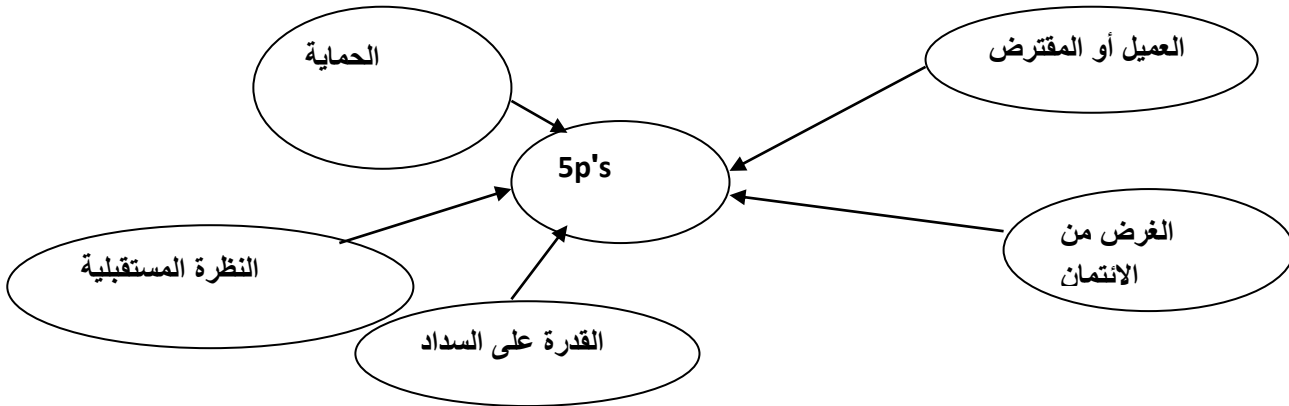 الحماية
العميل أو المقترض
5p's
الغرض من
الائتمان
النظرة المستقبلية
القدرة على السداد